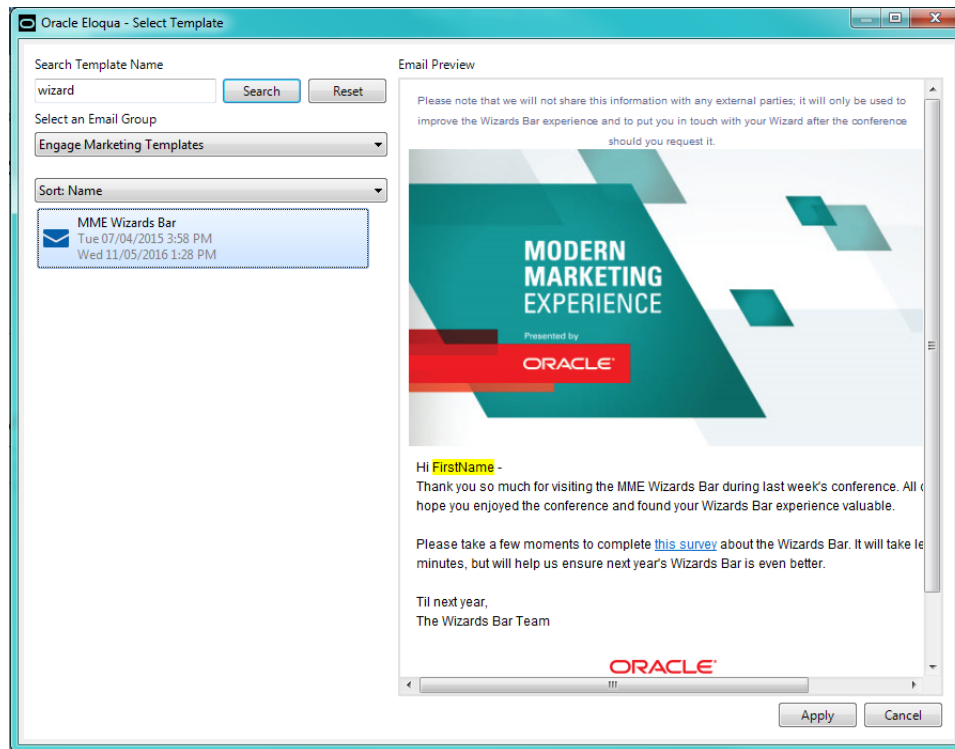 Oracle Eloqua - Select Template
Search Template Name
wizard
Search
Reset
Select an Email Group
Engage Marketing Templates
Sort: Name
MME Wizards Bar
Tue 07/04/2015 3:58 PM
Wed 11/05/2016 1:28 PM
Email Preview
Please note that we will not share this information with any external parties; it will only be used to
improve the Wizards Bar experience and to put you in touch with your Wizard after the conference
should you request it.
MODERN
MARKETING
EXPERIENCE
Presented by
ORACLE
Hi FirstName -
Thank you so much for visiting the MME Wizards Bar during last week's conference. All
hope you enjoyed the conference and found your Wizards Bar experience valuable.
Please take a few moments to complete this survey about the Wizards Bar. It will take le
minutes, but will help us ensure next year's Wizards Bar is even better.
Til next year,
The Wizards Bar Team
ORACLE
Apply
Cancel